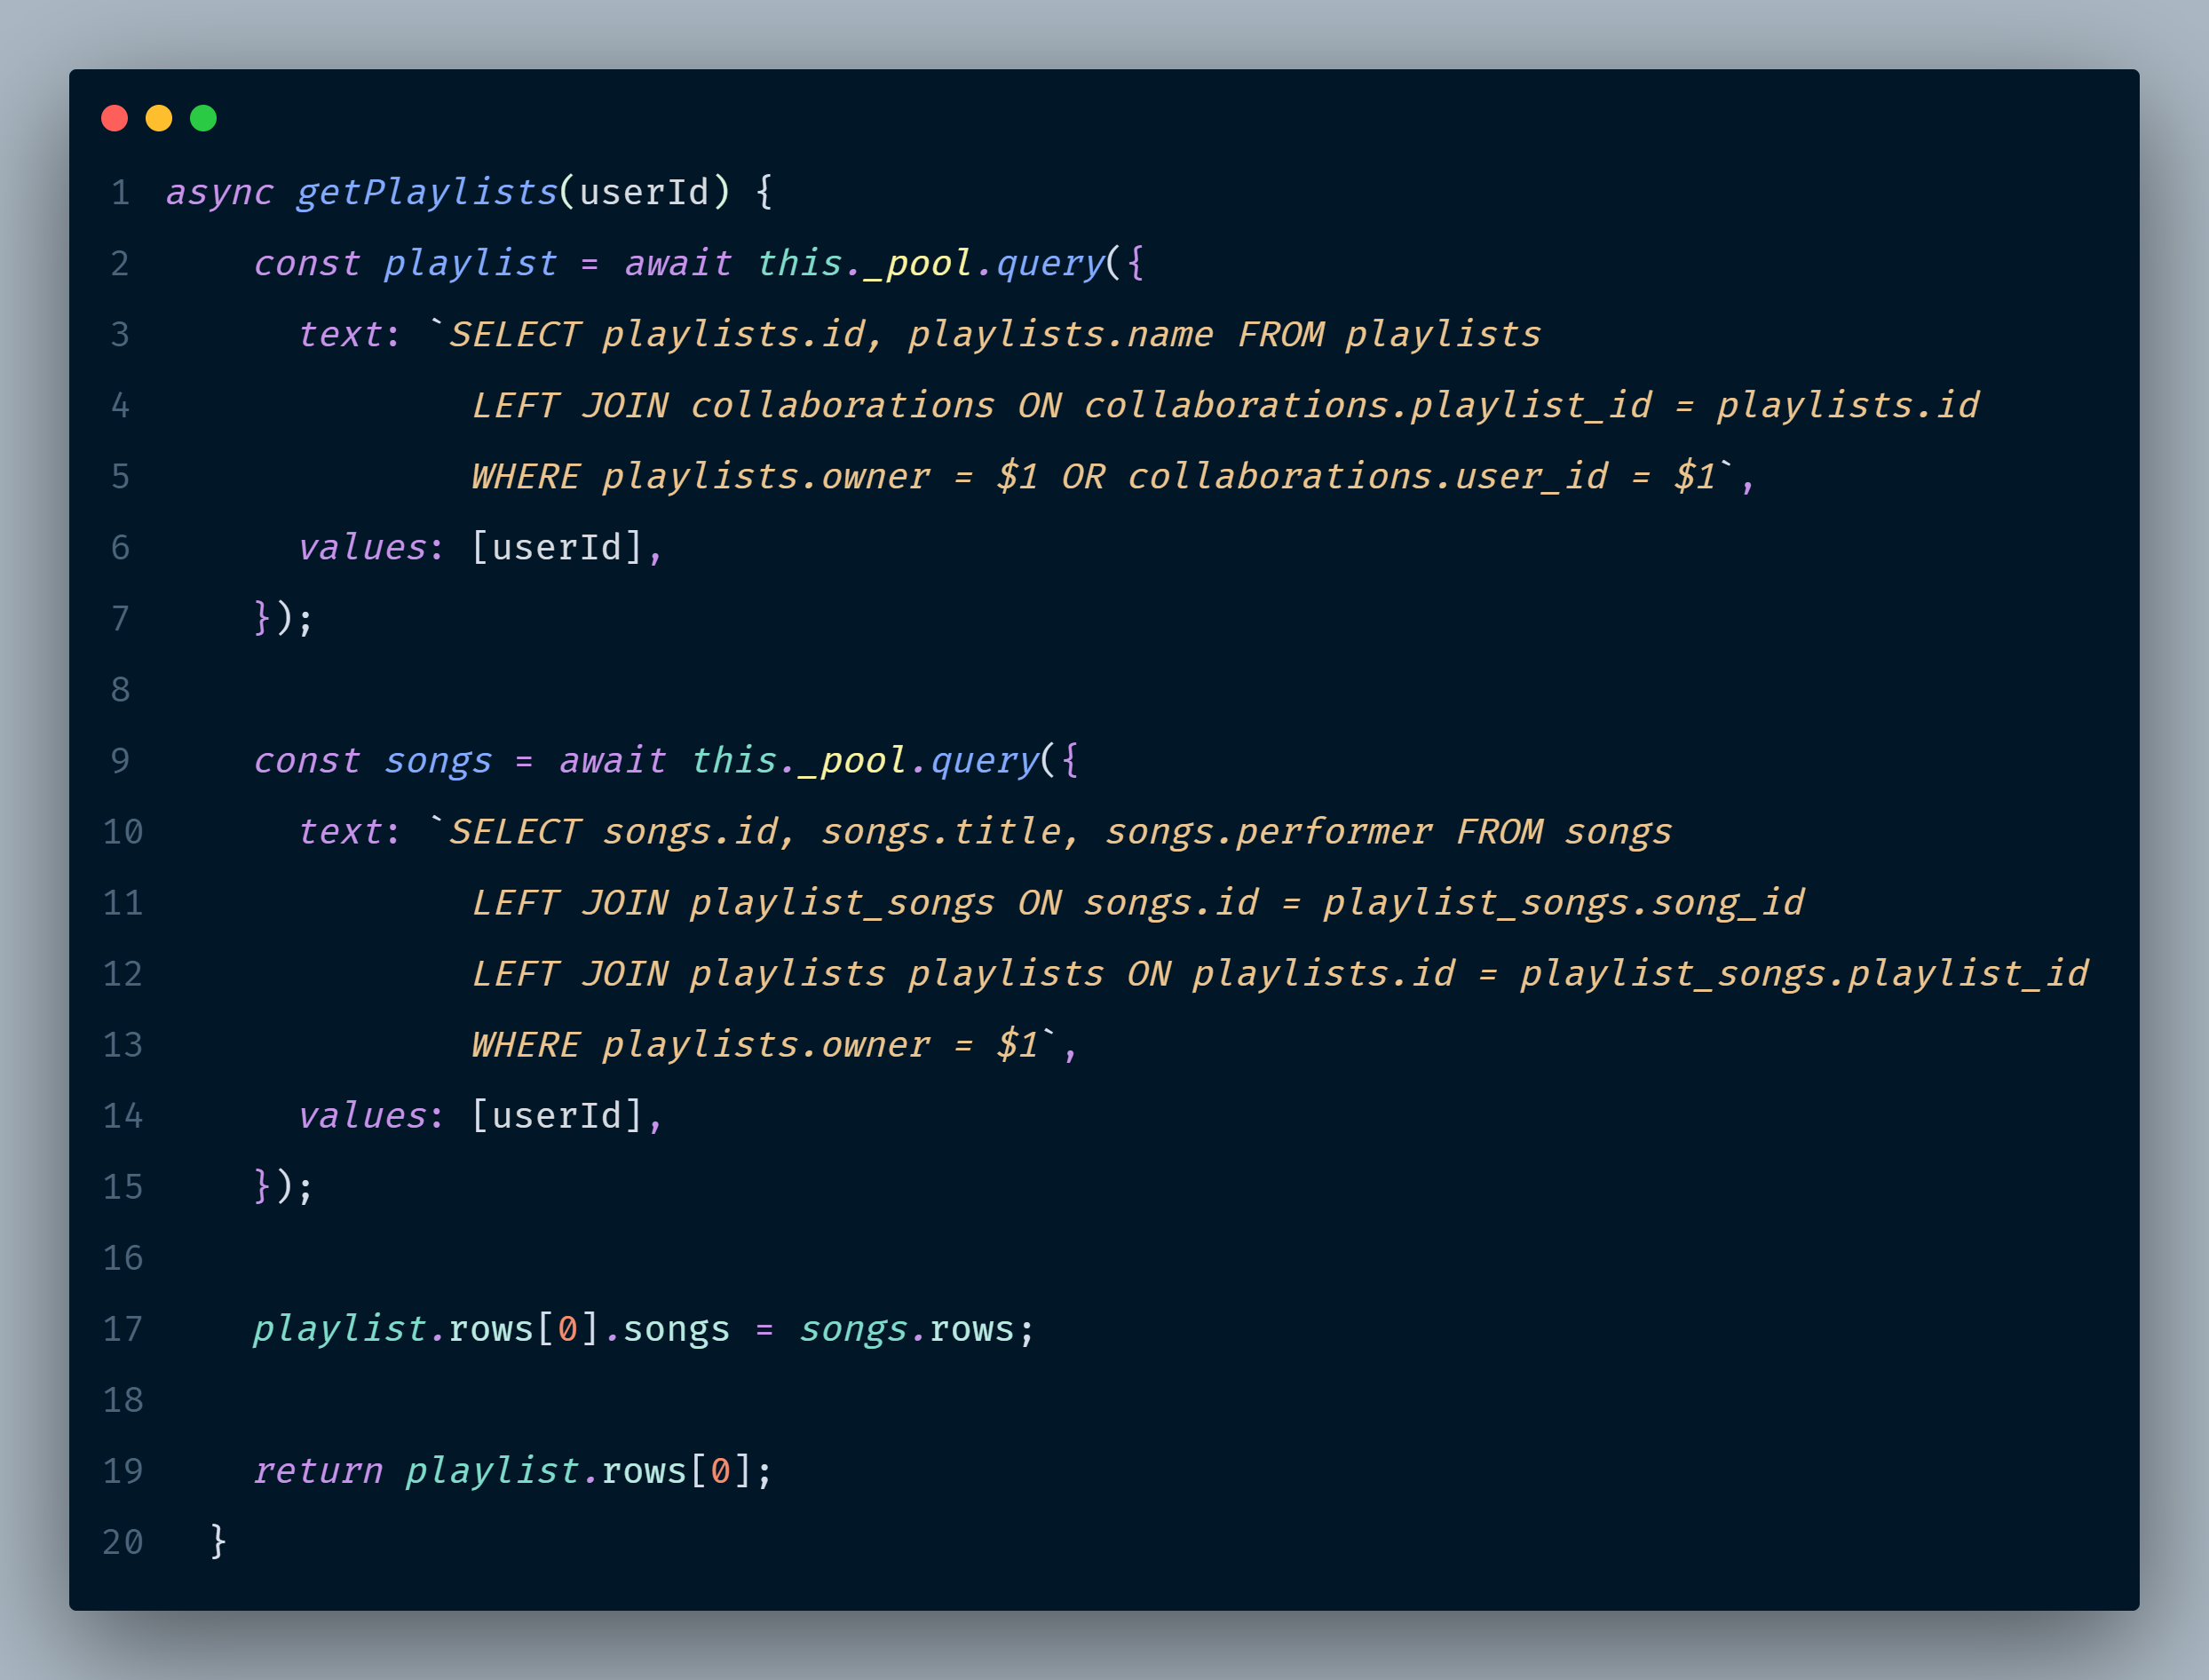 1 async getPlaylists(userId) {
2     const playlist = await this._pool.query({
3       text: `SELECT playlists.id, playlists.name FROM playlists
4               LEFT JOIN collaborations ON collaborations.playlist_id = playlists.id
5               WHERE playlists.owner = $1 OR collaborations.user_id = $1`,
6       values: [userId],
7     });
8
9     const songs = await this._pool.query({
10       text: `SELECT songs.id, songs.title, songs.performer FROM songs
11               LEFT JOIN playlist_songs ON songs.id = playlist_songs.song_id
12               LEFT JOIN playlists playlists ON playlists.id = playlist_songs.playlist_id
13               WHERE playlists.owner = $1`,
14       values: [userId],
15     });
16
17     playlist.rows[0].songs = songs.rows;
18
19     return playlist.rows[0];
20   }